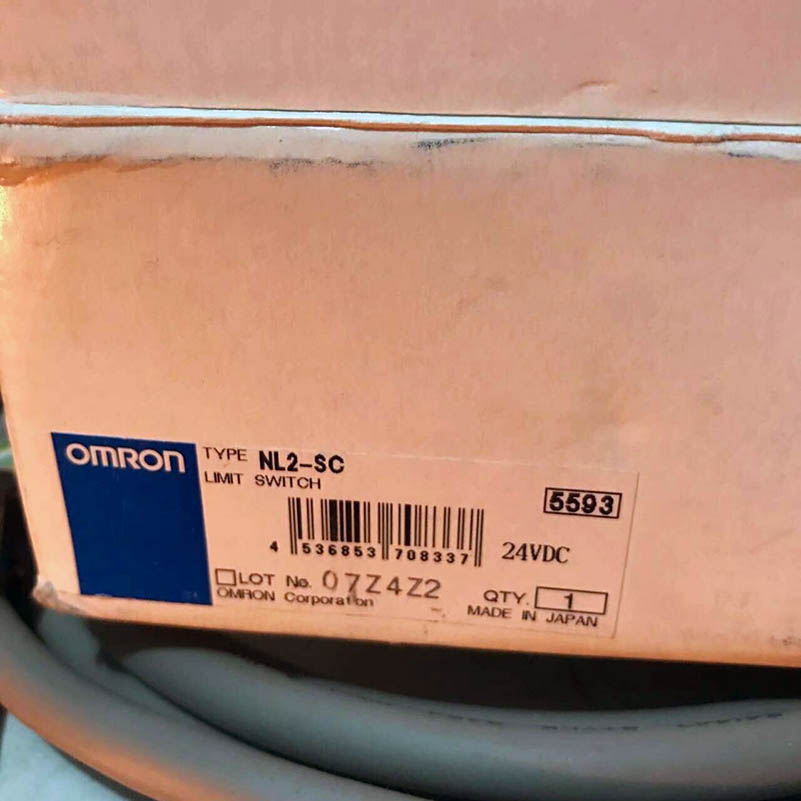 OMRON
TYPE NL2-SC
LIMIT SWITCH
5593
4 536853 708337
24VDC
LOT No. 07Z4Z2
QTY. 1
OMRON Corporation
MADE IN JAPAN